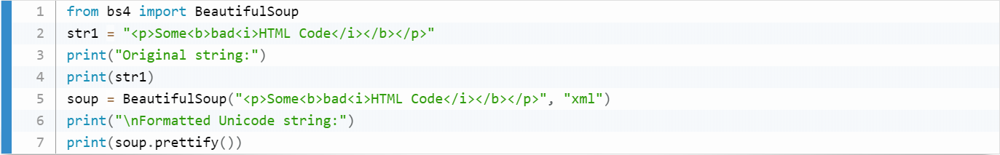 1 from bs4 import BeautifulSoup
2 str1 = "<p>Some<b>bad<i>HTML Code</i></b></p>"
3 print("Original string:")
4 print(str1)
5 soup = BeautifulSoup("<p>Some<b>bad<i>HTML Code</i></b></p>", "xml")
6 print("\nFormatted Unicode string:")
7 print(soup.prettify())